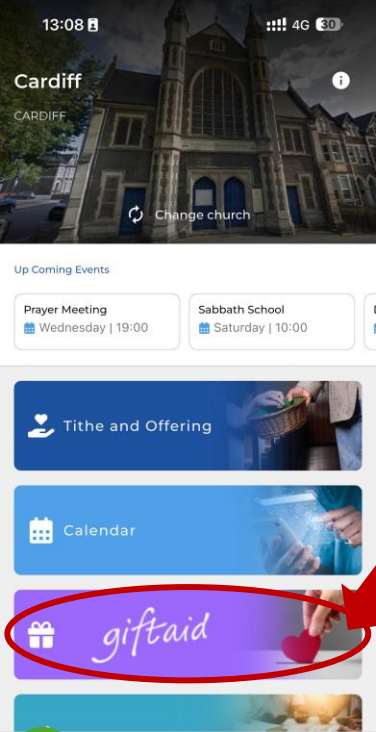 13:08
4G 30
Cardiff
CARDIFF
Change church
Up Coming Events
Prayer Meeting
Wednesday | 19:00
Sabbath School
Saturday | 10:00
Tithe and Offering
Calendar
giftaid